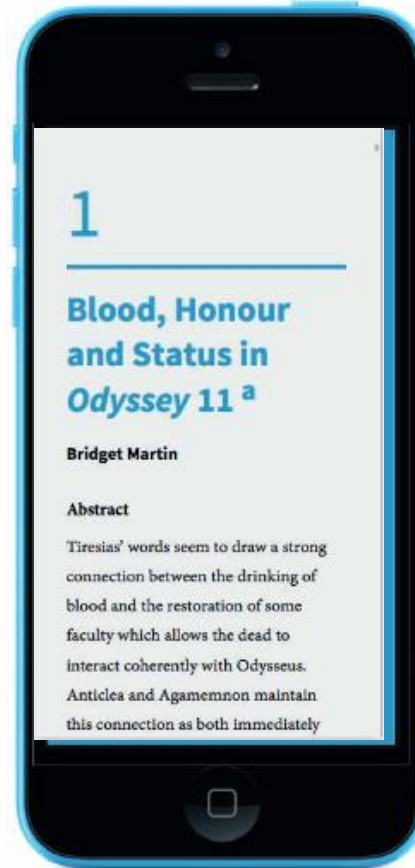 1
Blood, Honour
and Status in
Odyssey 11 a
Bridget Martin
Abstract
Tiresias’ words seem to draw a strong
connection between the drinking of
blood and the restoration of some
faculty which allows the dead to
interact coherently with Odysseus.
Anticlea and Agamemnon maintain
this connection as both immediately